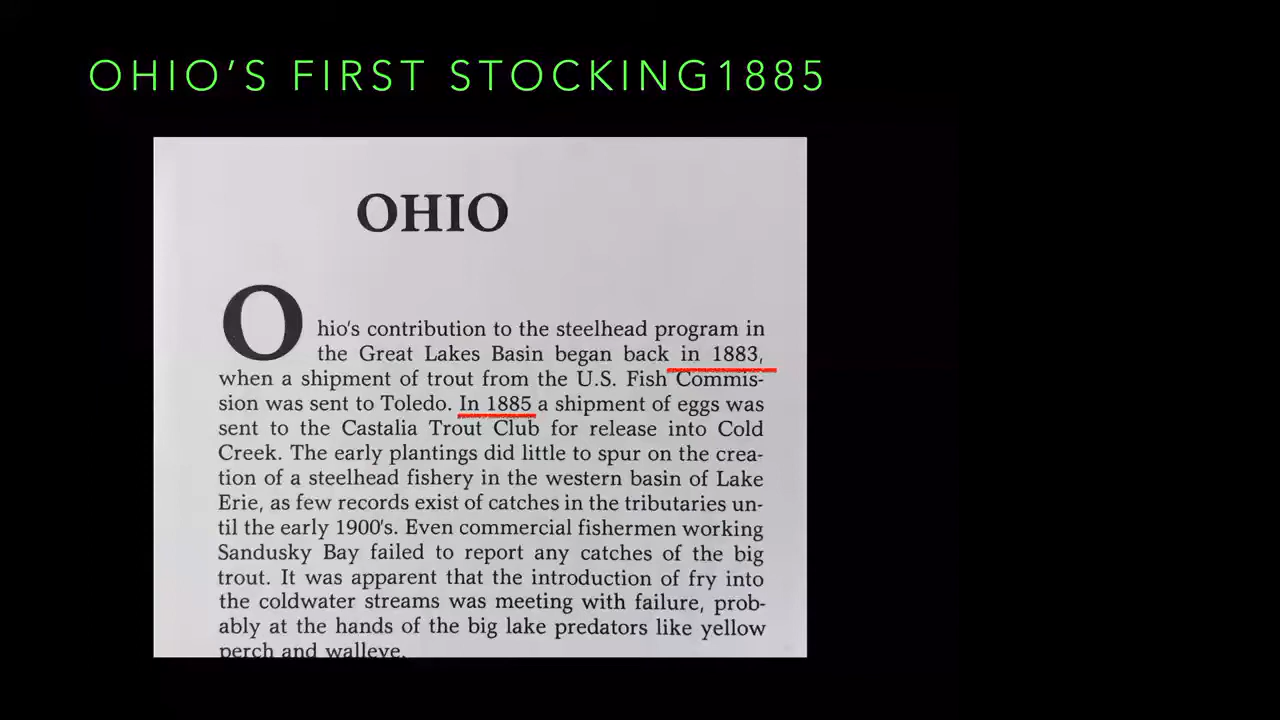 OHIO’S FIRST STOCKING1885
OHIO
Ohio's contribution to the steelhead program in
the Great Lakes Basin began back in 1883,
when a shipment of trout from the U.S. Fish Commis-
sion was sent to Toledo. In 1885 a shipment of eggs was
sent to the Castalia Trout Club for release into Cold
Creek. The early plantings did little to spur on the crea-
tion of a steelhead fishery in the western basin of Lake
Erie, as few records exist of catches in the tributaries un-
til the early 1900's. Even commercial fishermen working
Sandusky Bay failed to report any catches of the big
trout. It was apparent that the introduction of fry into
the coldwater streams was meeting with failure, prob-
ably at the hands of the big lake predators like yellow
perch and walleye.